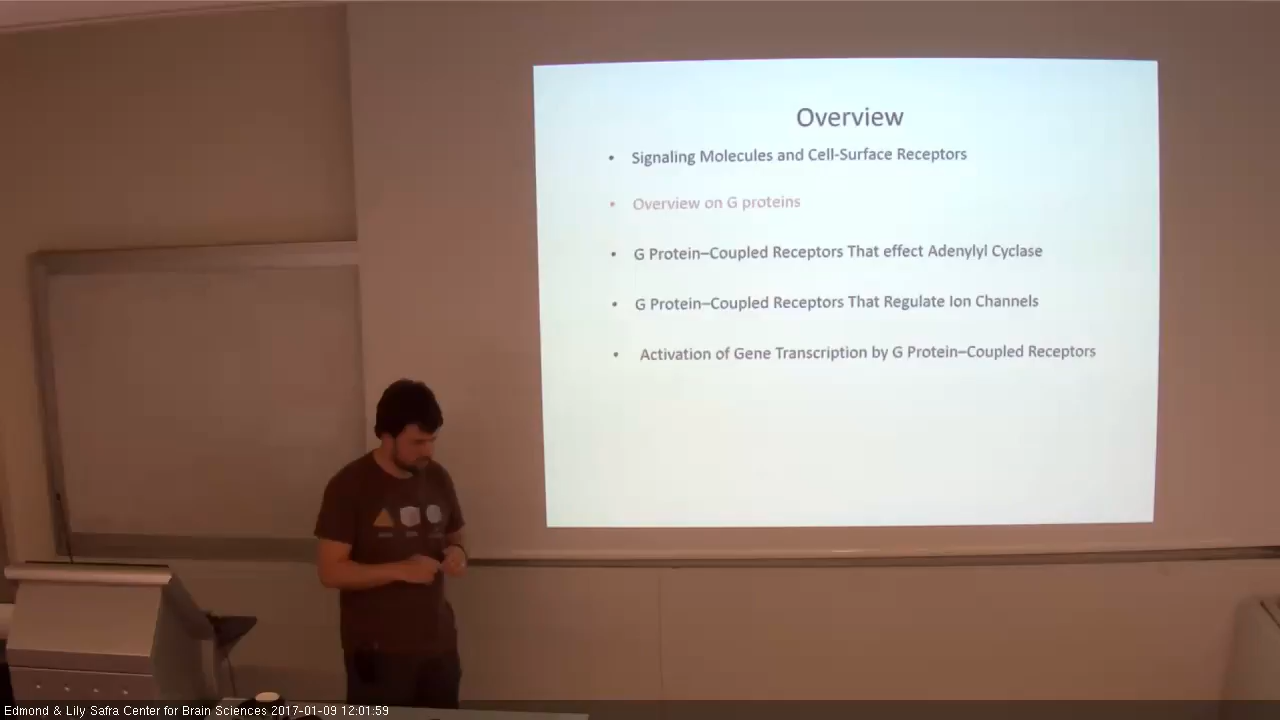 Overview
• Signaling Molecules and Cell-Surface Receptors
• Overview on G proteins
• G Protein–Coupled Receptors That effect Adenylyl Cyclase
• G Protein–Coupled Receptors That Regulate Ion Channels
• Activation of Gene Transcription by G Protein–Coupled Receptors
Edmond & Lily Safra Center for Brain Sciences 2017-01-09 12:01:59